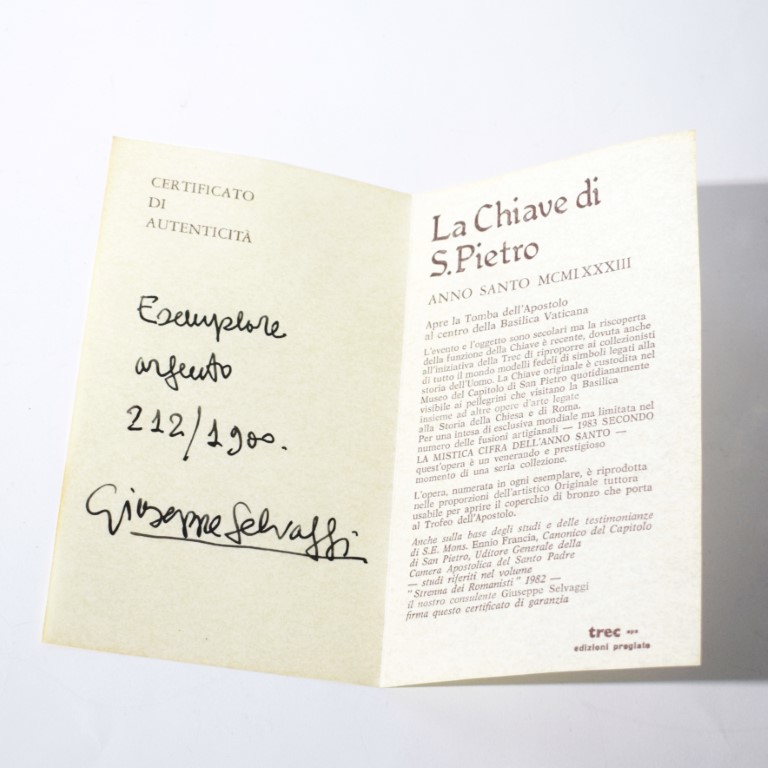 CERTIFICATO
DI
AUTENTICITÀ
Esemplare
argento
212/1900.
Giuseppe Selvaggi
La Chiave di
S. Pietro
ANNO SANTO MCMLXXXIII
Apre la Tomba dell'Apostolo
al centro della Basilica Vaticana
L'evento e l'oggetto sono secolari ma la riscoperta
della funzione della Chiave è recente, dovuta anche
all'iniziativa della Trec di riproporre ai collezionisti
di tutto il mondo modelli fedeli di simboli legati alla
storia dell'Uomo. La Chiave originale è custodita nel
Museo del Capitolo di San Pietro quotidianamente
visibile ai pellegrini che visitano la Basilica
insieme ad altre opere d'arte legate
alla Storia della Chiesa e di Roma.
Per una intesa di esclusiva mondiale ma limitata nel
numero delle fusioni artigianali — 1983 SECONDO
LA MISTICA CIFRA DELL'ANNO SANTO —
quest'opera è un venerando e prestigioso
momento di una seria collezione.
L'opera, numerata in ogni esemplare, è riprodotta
nelle proporzioni dell'artistico Originale tuttora
usabile per aprire il coperchio di bronzo che porta
al Trofeo dell'Apostolo.
Anche sulla base degli studi e delle testimonianze
di S.E. Mons. Ennio Francia, Canonico del Capitolo
di San Pietro, Uditore Generale della
Camera Apostolica del Santo Padre
— studi riferiti nel volume
"Strenna dei Romanisti" 1982 —
il nostro consulente Giuseppe Selvaggi
firma questo certificato di garanzia
trec spa
edizioni pregiate